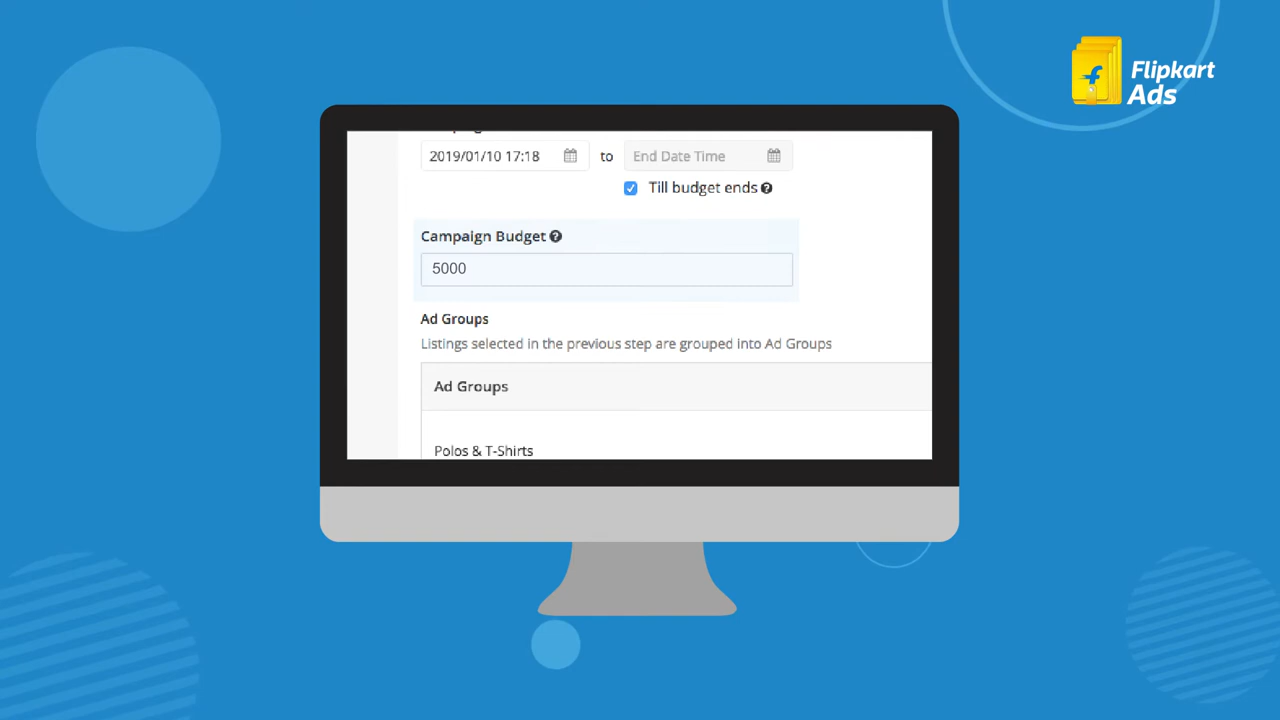 Flipkart
Ads
2019/01/10 17:18 to End Date Time
Till budget ends
Campaign Budget
5000
Ad Groups
Listings selected in the previous step are grouped into Ad Groups
Ad Groups
Polos & T-Shirts